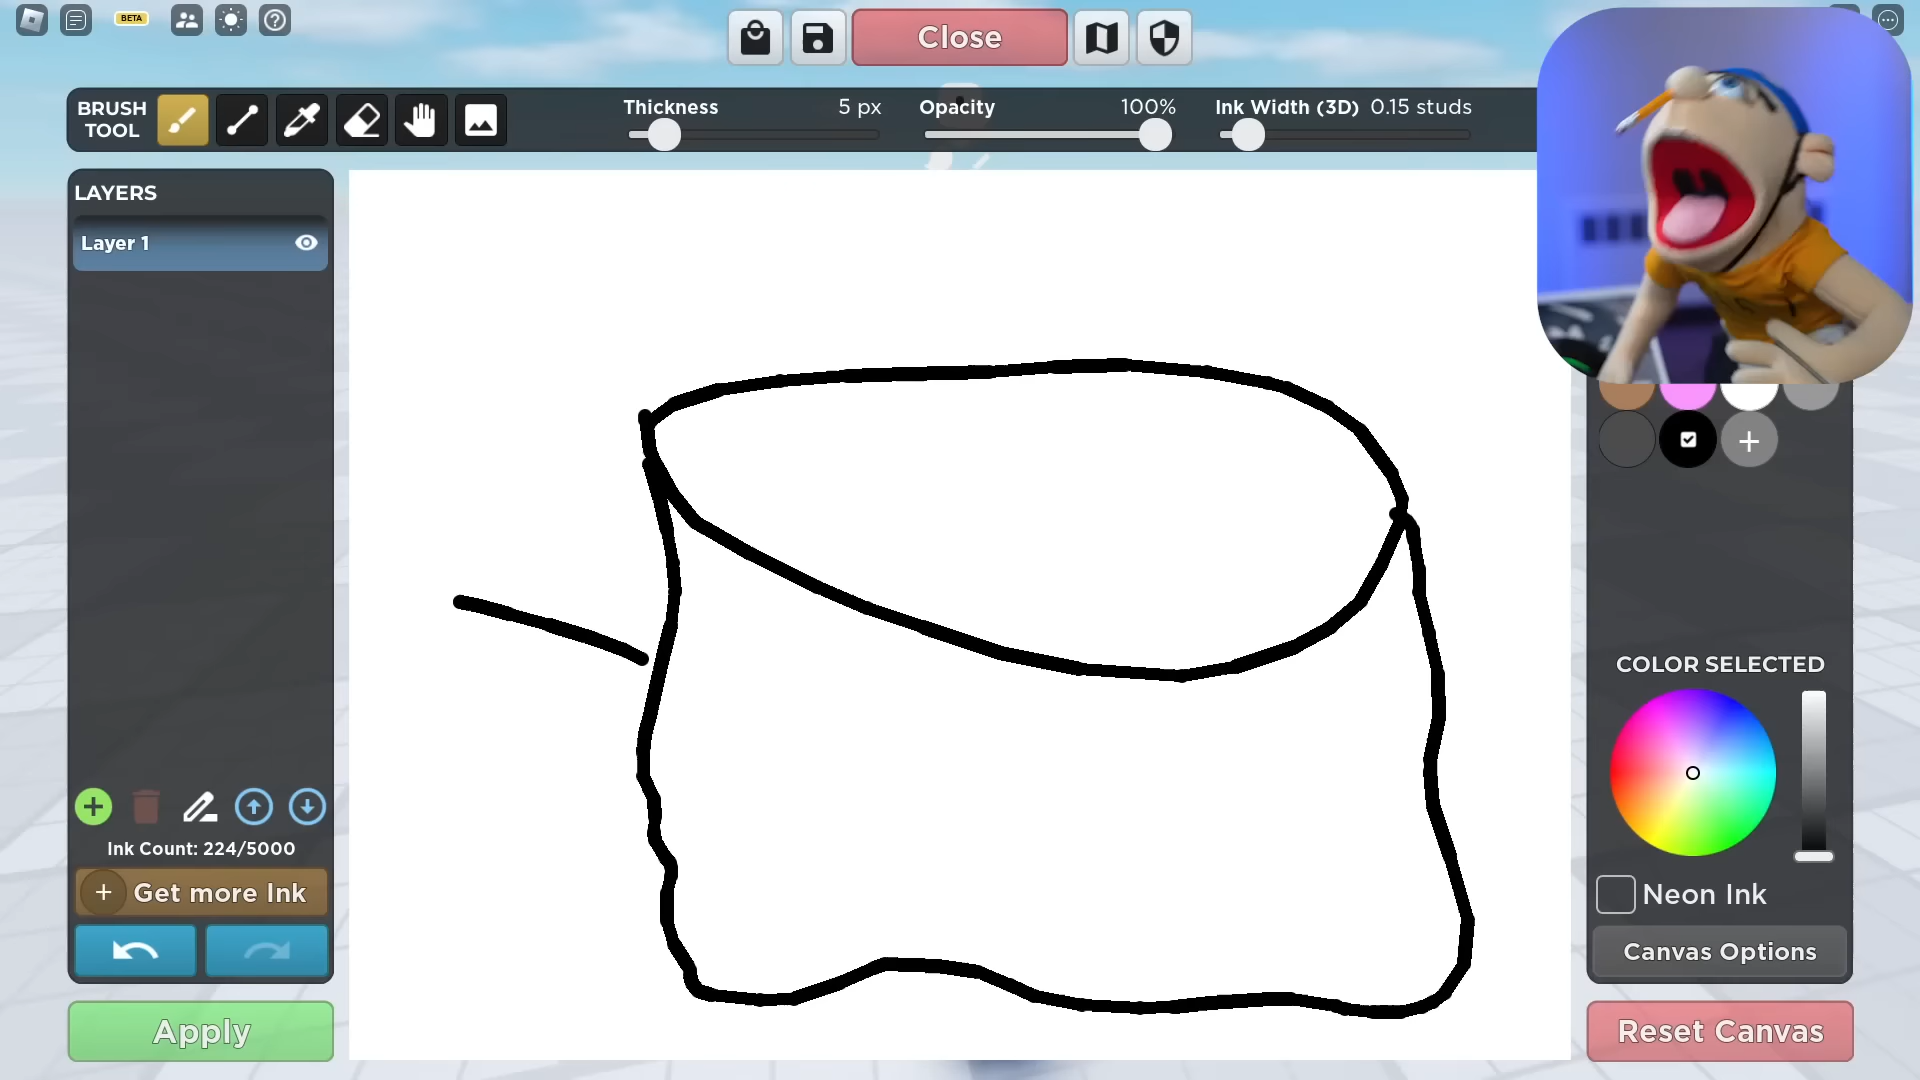 BETA
Close
BRUSH
TOOL
Thickness 5 px
Opacity 100%
Ink Width (3D) 0.15 studs
LAYERS
Layer 1
Ink Count: 224/5000
+ Get more Ink
Apply
COLOR SELECTED
Neon Ink
Canvas Options
Reset Canvas